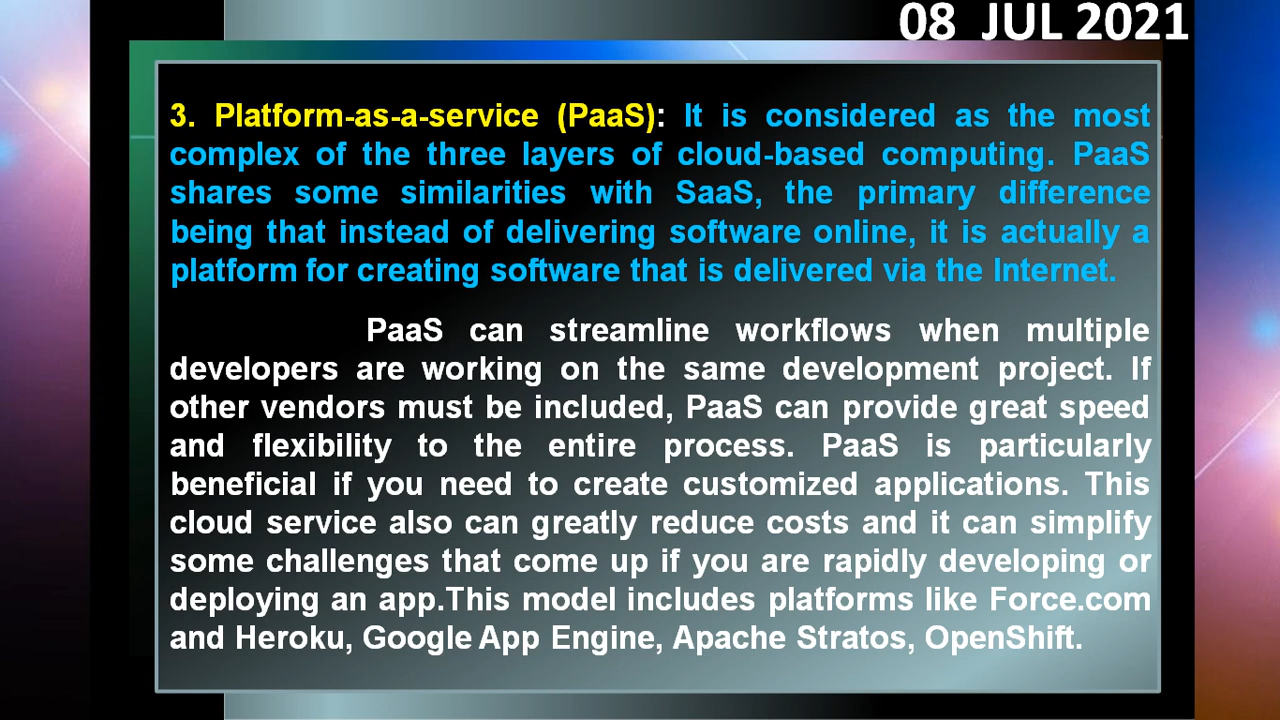 08 JUL 2021
3. Platform-as-a-service (PaaS): It is considered as the most
complex of the three layers of cloud-based computing. PaaS
shares some similarities with SaaS, the primary difference
being that instead of delivering software online, it is actually a
platform for creating software that is delivered via the Internet.
PaaS can streamline workflows when multiple
developers are working on the same development project. If
other vendors must be included, PaaS can provide great speed
and flexibility to the entire process. PaaS is particularly
beneficial if you need to create customized applications. This
cloud service also can greatly reduce costs and it can simplify
some challenges that come up if you are rapidly developing or
deploying an app.This model includes platforms like Force.com
and Heroku, Google App Engine, Apache Stratos, OpenShift.